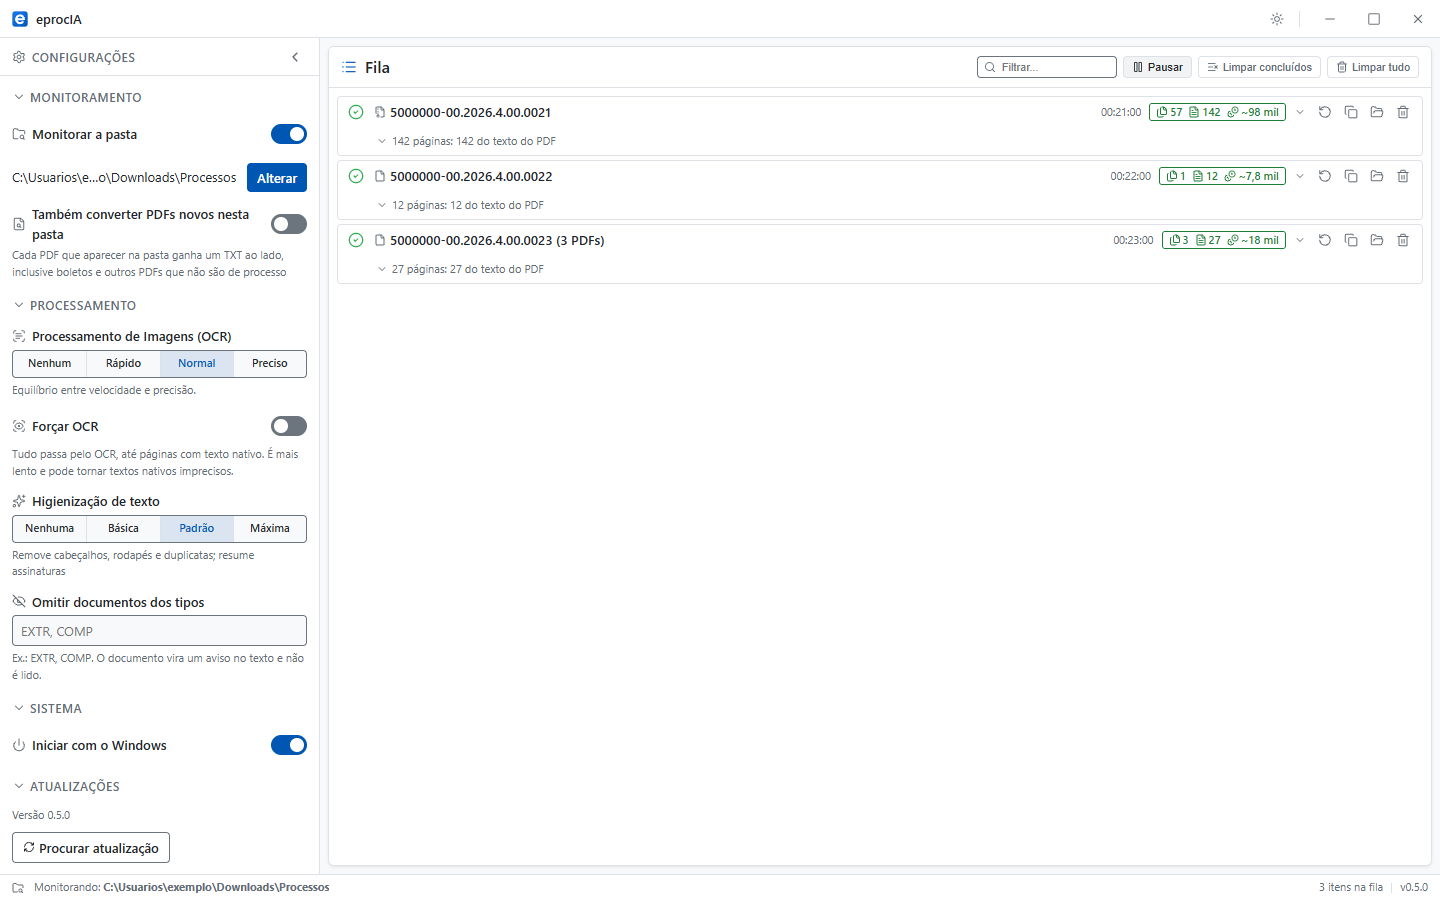 eprocIA
CONFIGURAÇÕES
MONITORAMENTO
Monitorar a pasta
C:\Usuarios\e...o\Downloads\Processos
Alterar
Também converter PDFs novos nesta
pasta
Cada PDF que aparecer na pasta ganha um TXT ao lado,
inclusive boletos e outros PDFs que não são de processo
PROCESSAMENTO
Processamento de Imagens (OCR)
Nenhum Rápido Normal Preciso
Equilíbrio entre velocidade e precisão.
Forçar OCR
Tudo passa pelo OCR, até páginas com texto nativo. É mais
lento e pode tornar textos nativos imprecisos.
Higienização de texto
Nenhuma Básica Padrão Máxima
Remove cabeçalhos, rodapés e duplicatas; resume
assinaturas
Omitir documentos dos tipos
EXTR, COMP
Ex.: EXTR, COMP. O documento vira um aviso no texto e não
é lido.
SISTEMA
Iniciar com o Windows
ATUALIZAÇÕES
Versão 0.5.0
Procurar atualização
Fila
Filtrar...
Pausar
Limpar concluídos
Limpar tudo
5000000-00.2026.4.00.0021 00:21:00 57 142 ~98 mil
142 páginas: 142 do texto do PDF
5000000-00.2026.4.00.0022 00:22:00 1 12 ~7,8 mil
12 páginas: 12 do texto do PDF
5000000-00.2026.4.00.0023 (3 PDFs) 00:23:00 3 27 ~18 mil
27 páginas: 27 do texto do PDF
Monitorando: C:\Usuarios\exemplo\Downloads\Processos
3 itens na fila v0.5.0